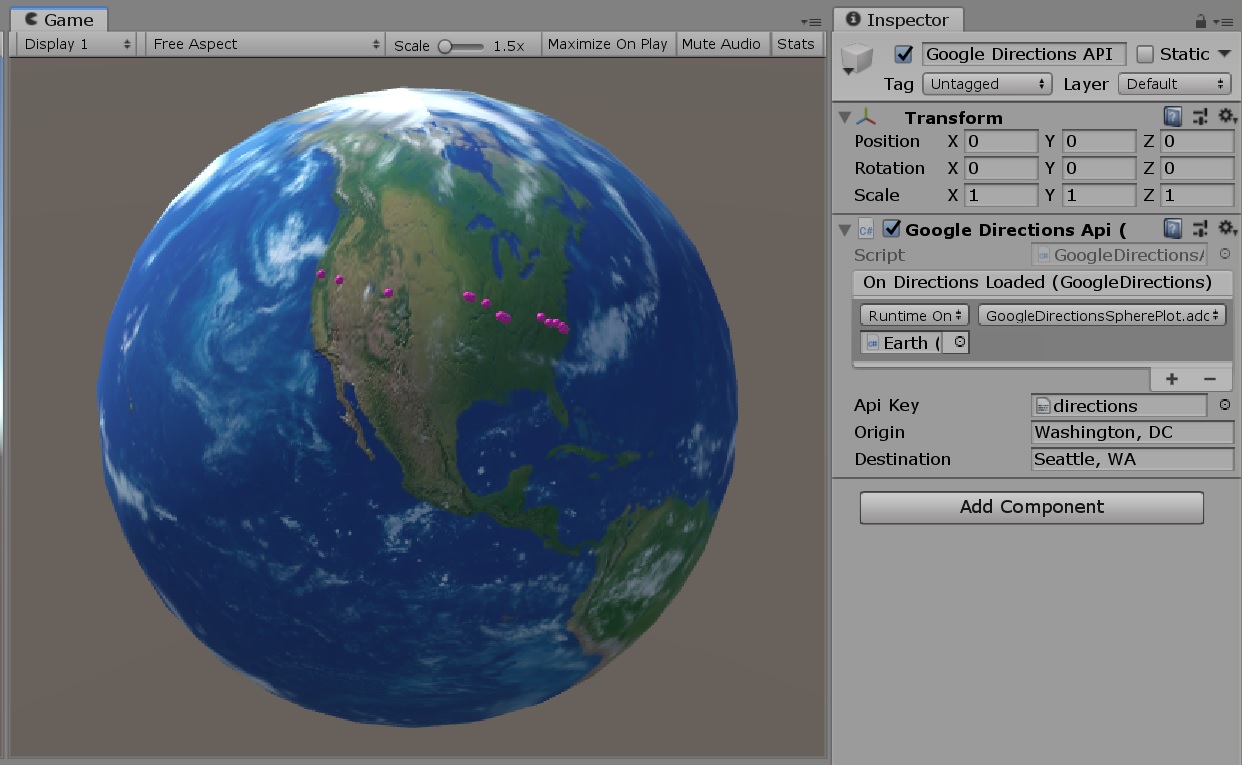 Game
Display 1
Free Aspect
Scale 1.5x
Maximize On Play
Mute Audio
Stats
Inspector
Google Directions API
Static
Tag Untagged
Layer Default
Transform
Position X 0 Y 0 Z 0
Rotation X 0 Y 0 Z 0
Scale X 1 Y 1 Z 1
Google Directions Api (
Script GoogleDirectionsA
On Directions Loaded (GoogleDirections)
Runtime On
GoogleDirectionsSpherePlot.adc
Earth (
+ −
Api Key directions
Origin Washington, DC
Destination Seattle, WA
Add Component